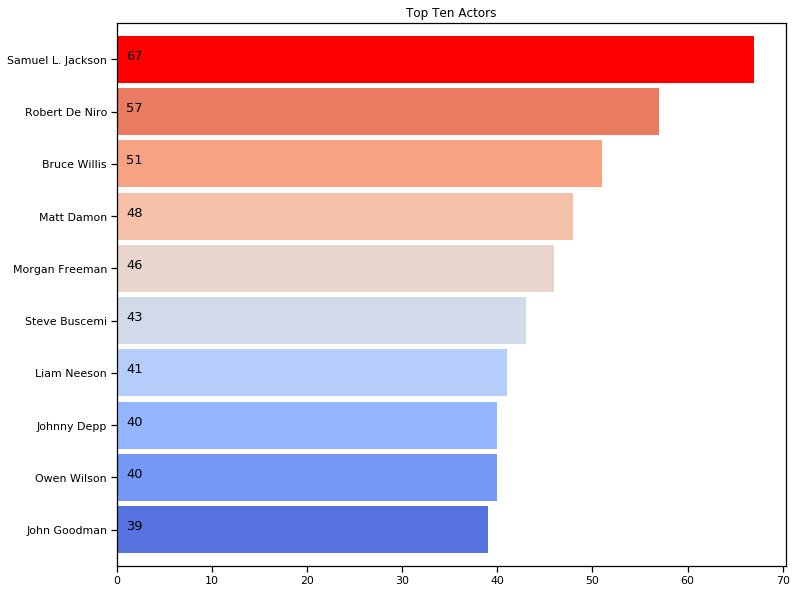 Top Ten Actors
Samuel L. Jackson 67
Robert De Niro 57
Bruce Willis 51
Matt Damon 48
Morgan Freeman 46
Steve Buscemi 43
Liam Neeson 41
Johnny Depp 40
Owen Wilson 40
John Goodman 39
0 10 20 30 40 50 60 70